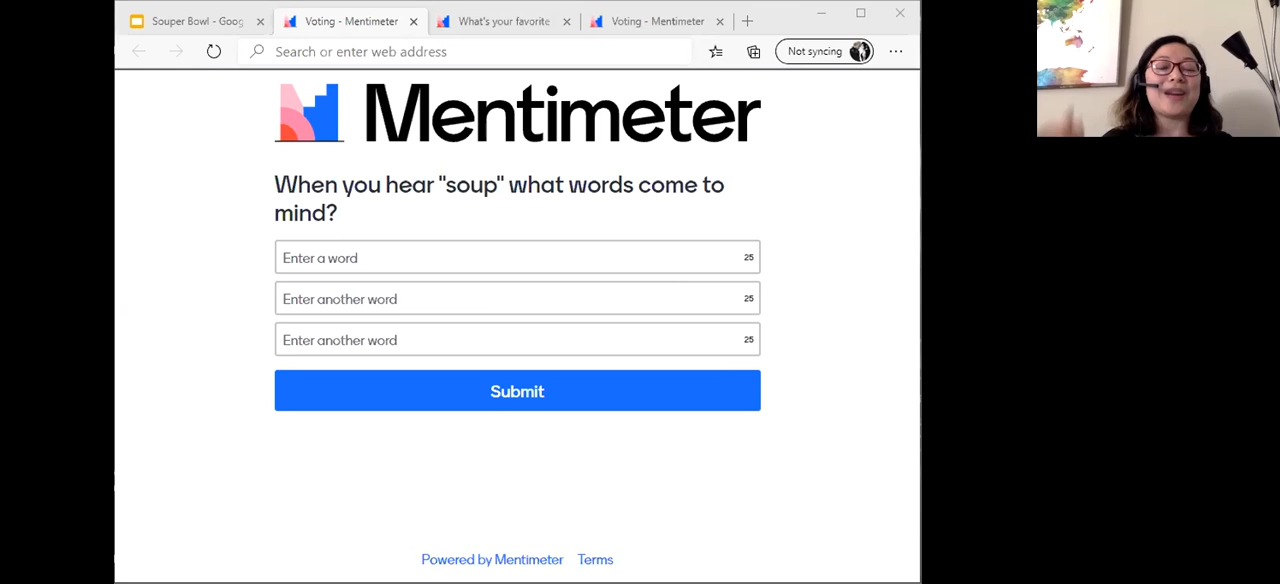 Souper Bowl - Goog
Voting - Mentimeter
What's your favorite
Voting - Mentimeter
Search or enter web address
Not syncing
Mentimeter
When you hear "soup" what words come to
mind?
Enter a word 25
Enter another word 25
Enter another word 25
Submit
Powered by Mentimeter Terms